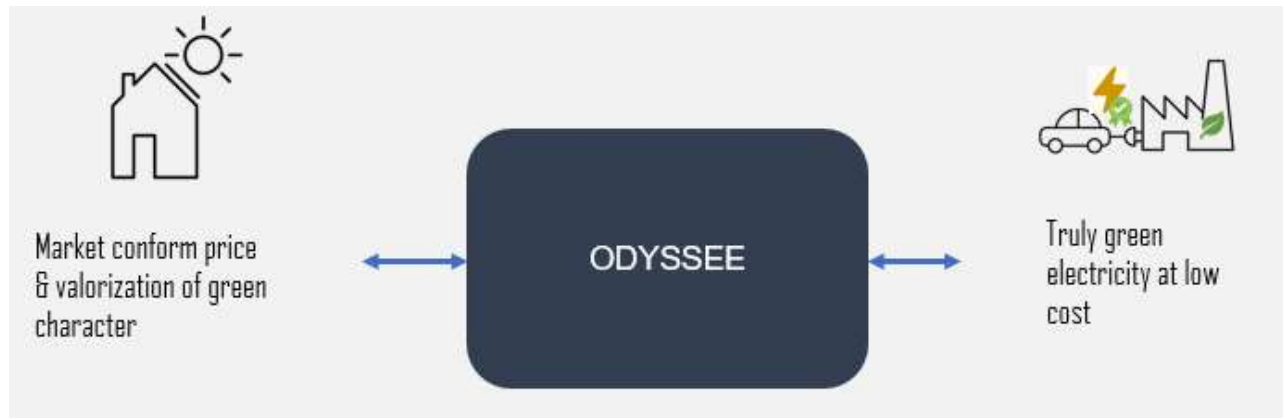 Market conform price
& valorization of green
character
ODYSSEE
Truly green
electricity at low
cost